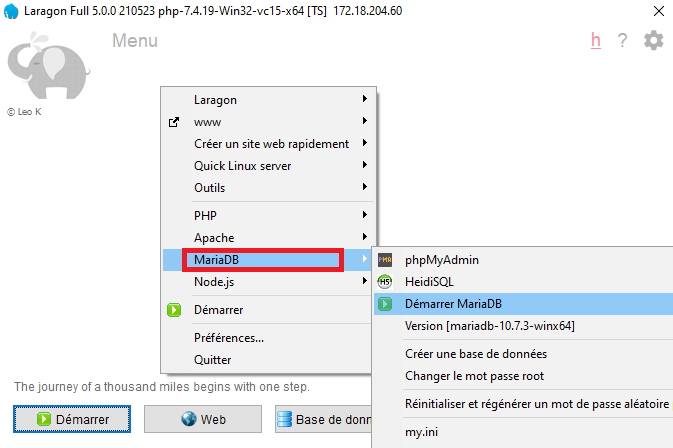 Laragon Full 5.0.0 210523 php-7.4.19-Win32-vc15-x64 [TS] 172.18.204.60
Menu
h ?
© Leo K
Laragon
www
Créer un site web rapidement
Quick Linux server
Outils
PHP
Apache
MariaDB
Node.js
Démarrer
Préférences...
Quitter
PMA phpMyAdmin
HS HeidiSQL
Démarrer MariaDB
Version [mariadb-10.7.3-winx64]
Créer une base de données
Changer le mot passe root
Réinitialiser et régénérer un mot de passe aléatoire
my.ini
The journey of a thousand miles begins with one step.
Démarrer
Web
Base de donn